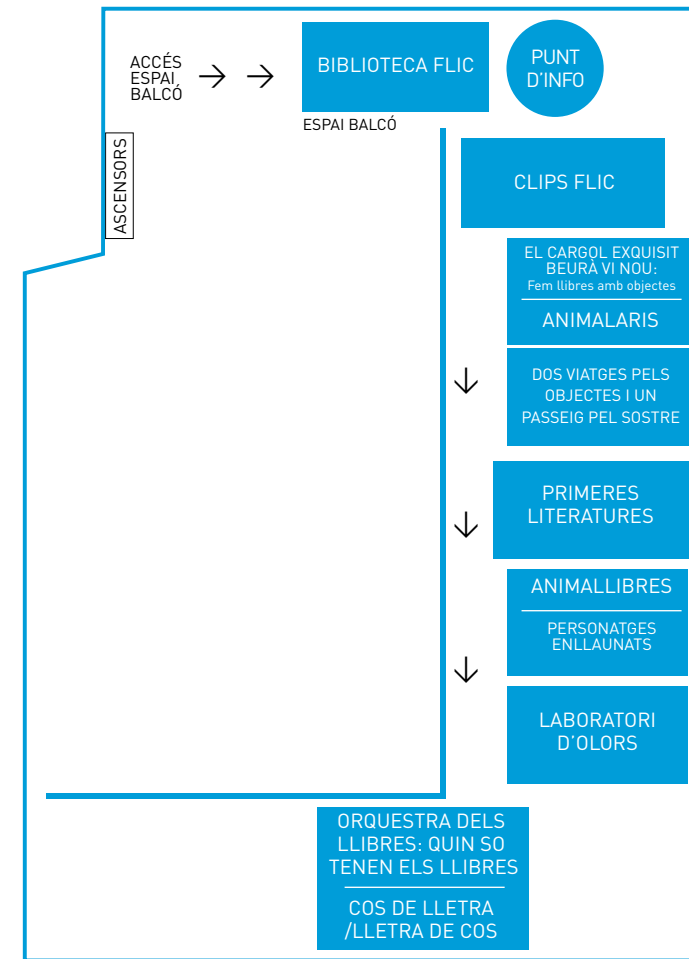 ACCÉS
ESPAI,
BALCÓ
BIBLIOTECA FLIC
PUNT
D'INFO
ESPAI BALCÓ
ASCENSORS
CLIPS FLIC
EL CARGOL EXQUISIT
BEURÀ VI NOU:
Fem llibres amb objectes
ANIMALARIS
DOS VIATGES PELS
OBJECTES I UN
PASSEIG PEL SOSTRE
PRIMERES
LITERATURES
ANIMALLIBRES
PERSONATGES
ENLLAUNATS
LABORATORI
D'OLORS
ORQUESTRA DELS
LLIBRES: QUIN SO
TENEN ELS LLIBRES
COS DE LLETRA
/LLETRA DE COS